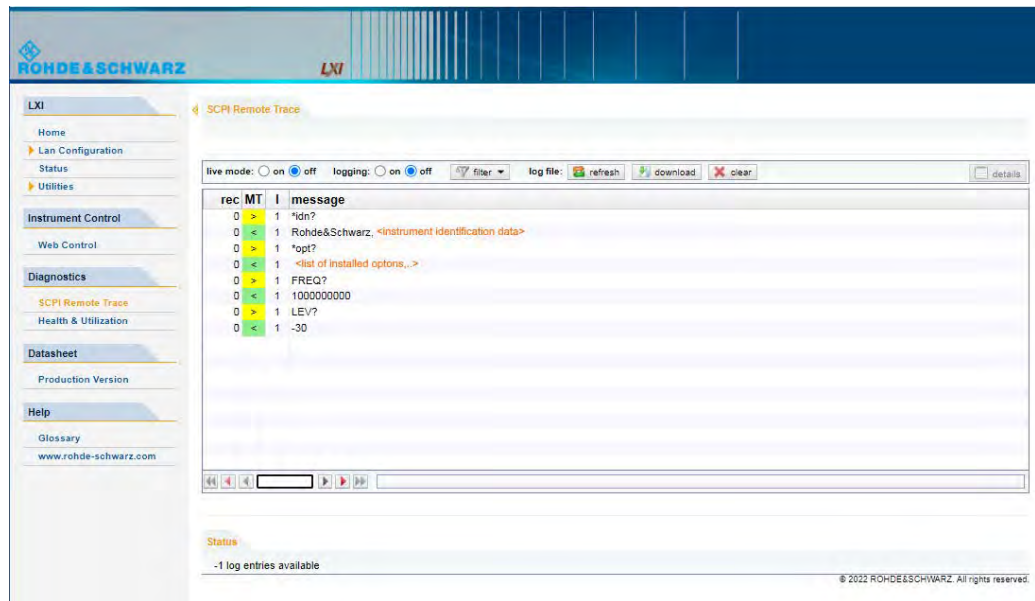 ROHDE&SCHWARZ
LXI
LXI
Home
Lan Configuration
Status
Utilities
Instrument Control
Web Control
Diagnostics
SCPI Remote Trace
Health & Utilization
Datasheet
Production Version
Help
Glossary
www.rohde-schwarz.com
SCPI Remote Trace
live mode: on off logging: on off filter log file: refresh download clear details
rec MT I message
0 > 1 *idn?
0 < 1 Rohde&Schwarz, <instrument identification data>
0 > 1 *opt?
0 < 1 <list of installed optons,..>
0 > 1 FREQ?
0 < 1 1000000000
0 > 1 LEV?
0 < 1 -30
Status
-1 log entries available
© 2022 ROHDE&SCHWARZ. All rights reserved.